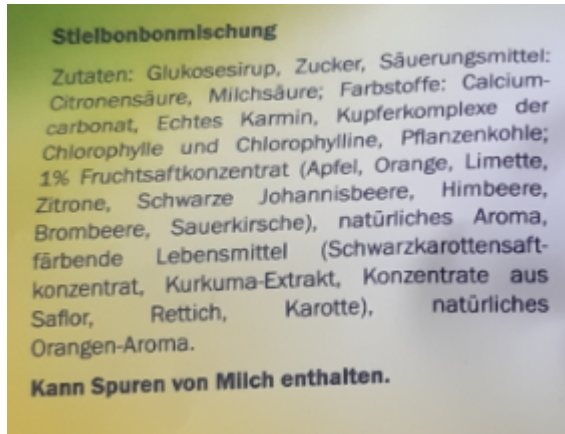 Stielbonbonmischung
Zutaten: Glukosesirup, Zucker, Säuerungsmittel:
Citronensäure, Milchsäure; Farbstoffe: Calcium-
carbonat, Echtes Karmin, Kupferkomplexe der
Chlorophylle und Chlorophylline, Pflanzenkohle;
1% Fruchtsaftkonzentrat (Apfel, Orange, Limette,
Zitrone, Schwarze Johannisbeere, Himbeere,
Brombeere, Sauerkirsche), natürliches Aroma,
färbende Lebensmittel (Schwarzkarottensaft-
konzentrat, Kurkuma-Extrakt, Konzentrate aus
Saflor, Rettich, Karotte), natürliches
Orangen-Aroma.
Kann Spuren von Milch enthalten.